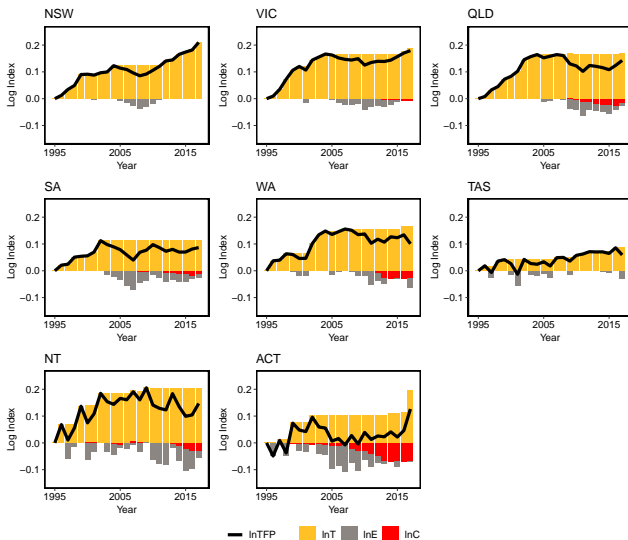 NSW VIC QLD
0.2 0.2 0.2
0.1 0.1 0.1
0.0 0.0 0.0
−0.1 −0.1 −0.1
Log Index Log Index Log Index
1995 2005 2015 1995 2005 2015 1995 2005 2015
Year Year Year
SA WA TAS
0.2 0.2 0.2
0.1 0.1 0.1
0.0 0.0 0.0
−0.1 −0.1 −0.1
Log Index Log Index Log Index
1995 2005 2015 1995 2005 2015 1995 2005 2015
Year Year Year
NT ACT
0.2 0.2
0.1 0.1
0.0 0.0
−0.1 −0.1
Log Index Log Index
1995 2005 2015 1995 2005 2015
Year Year
lnTFP lnT lnE lnC